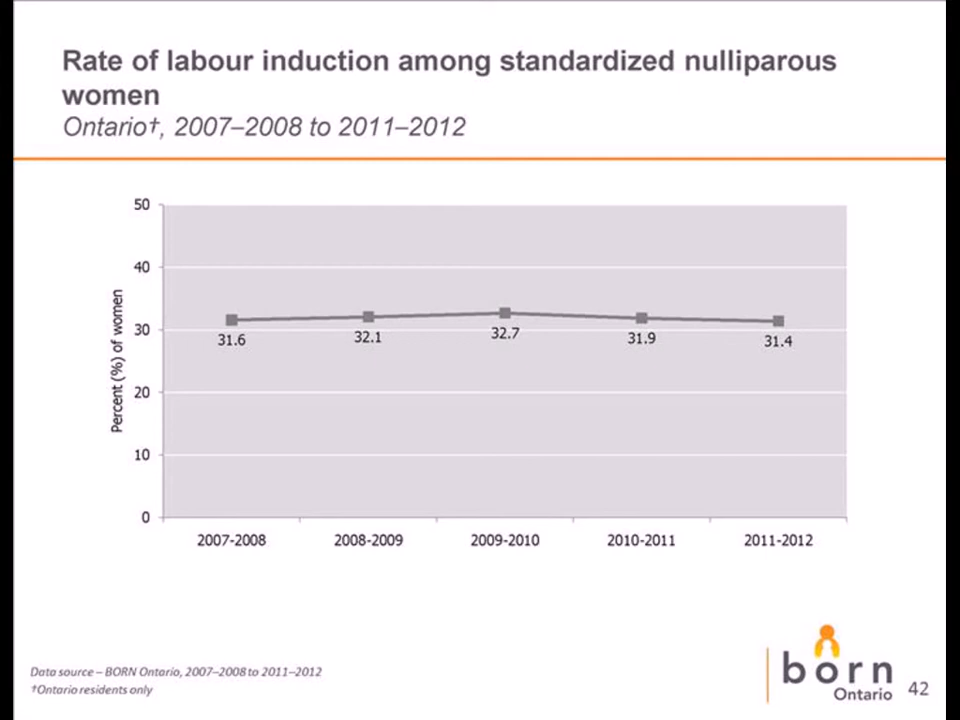 Rate of labour induction among standardized nulliparous
women
Ontario†, 2007–2008 to 2011–2012
50
40
30
20
10
0
Percent (%) of women
31.6
32.1
32.7
31.9
31.4
2007-2008
2008-2009
2009-2010
2010-2011
2011-2012
Data source – BORN Ontario, 2007–2008 to 2011–2012
†Ontario residents only
born
Ontario
42